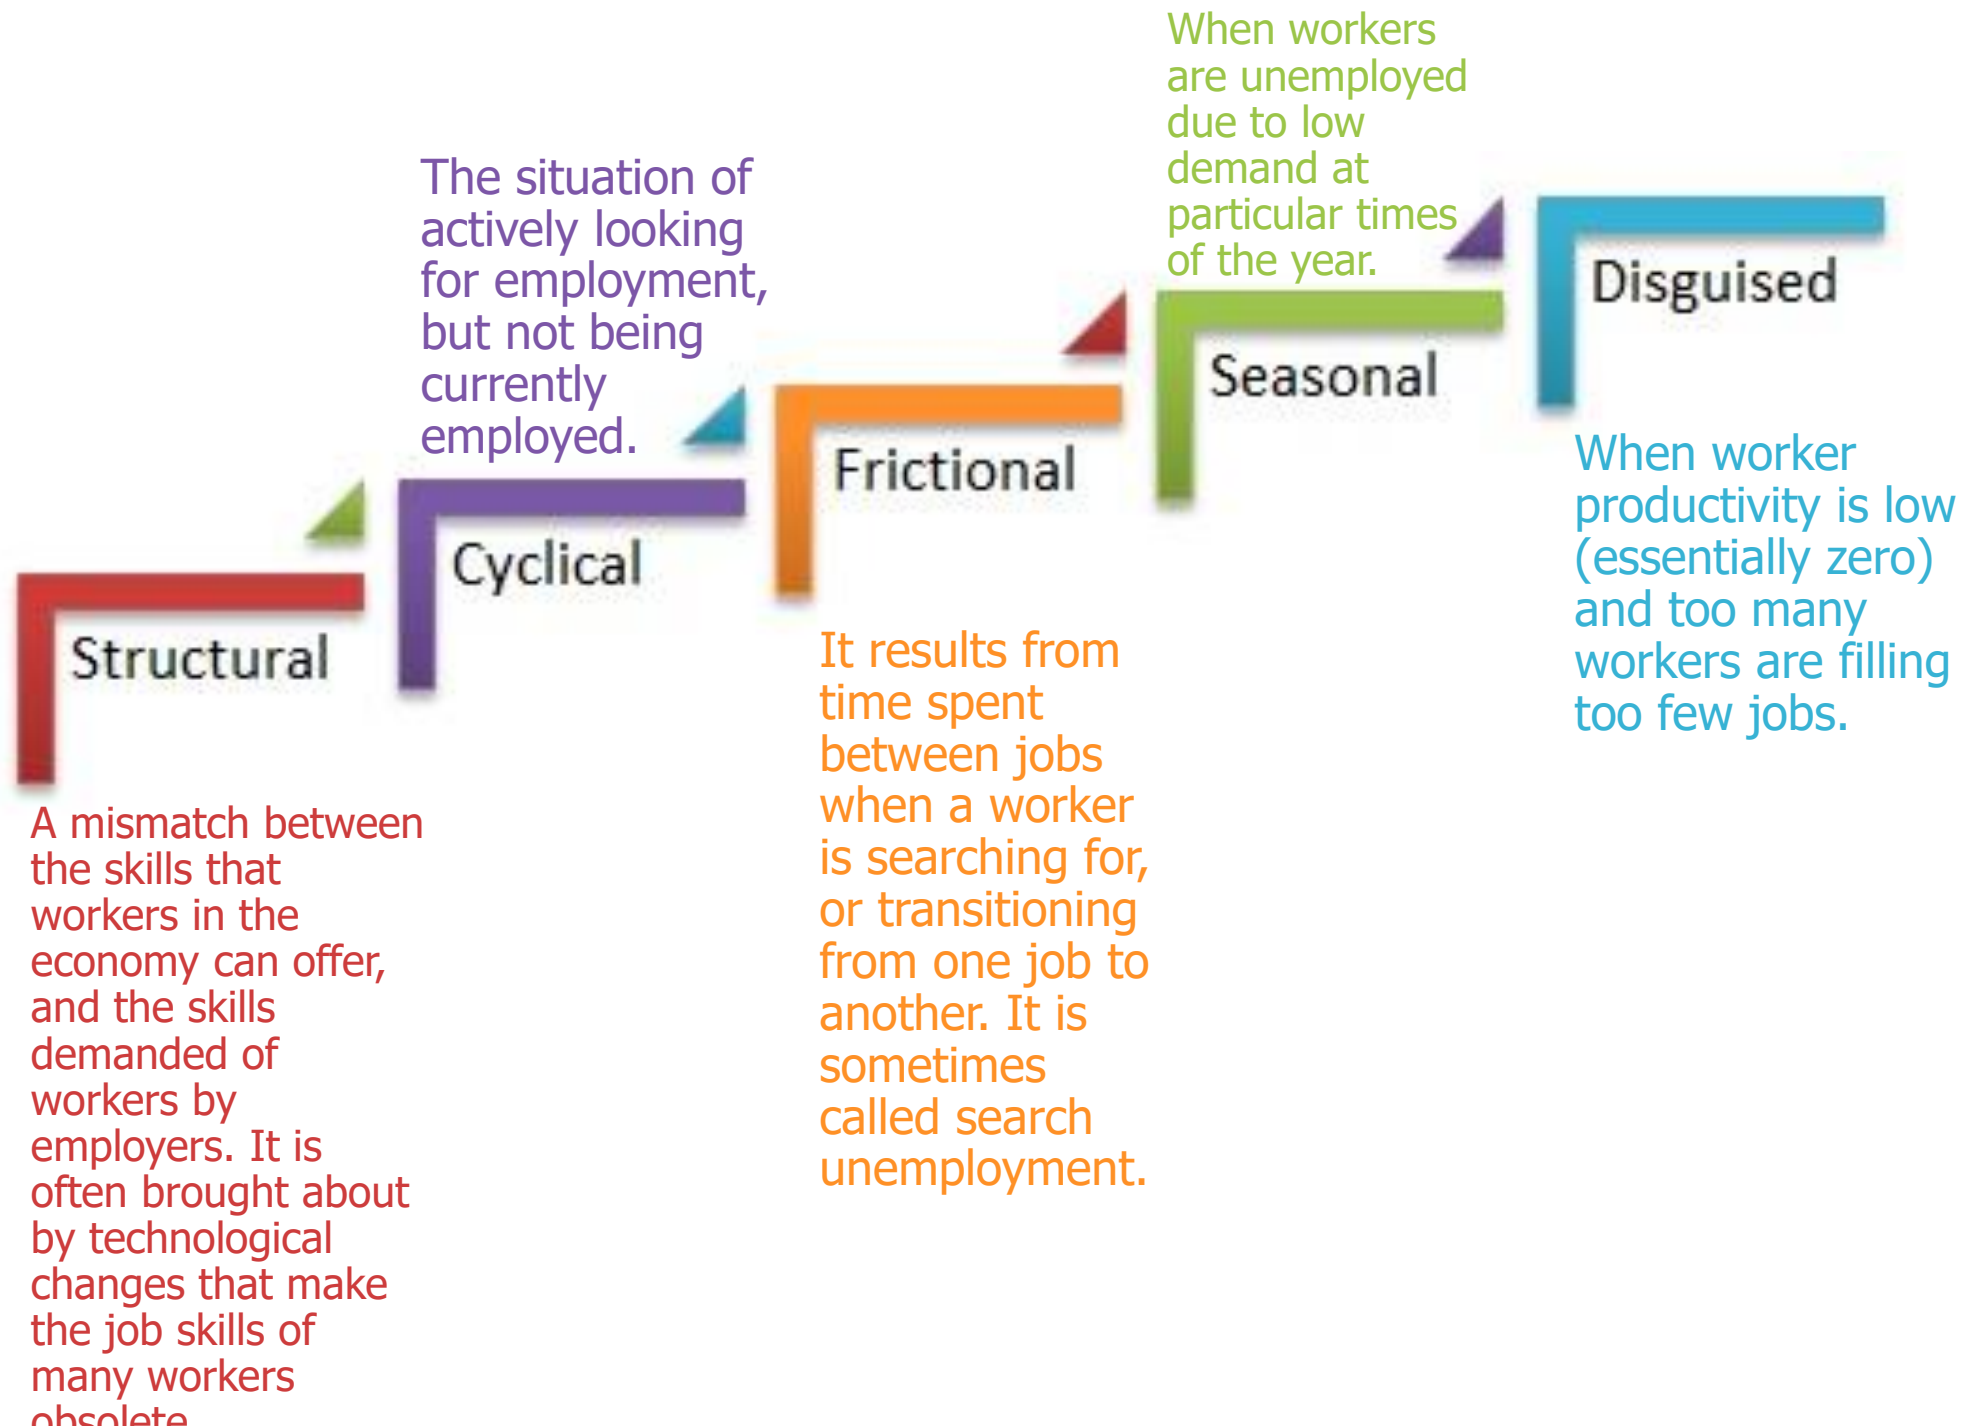 When workers
are unemployed
due to low
demand at
particular times
of the year.
The situation of
actively looking
for employment,
but not being
currently
employed.
Disguised
Seasonal
Frictional
Cyclical
Structural
When worker
productivity is low
(essentially zero)
and too many
workers are filling
too few jobs.
It results from
time spent
between jobs
when a worker
is searching for,
or transitioning
from one job to
another. It is
sometimes
called search
unemployment.
A mismatch between
the skills that
workers in the
economy can offer,
and the skills
demanded of
workers by
employers. It is
often brought about
by technological
changes that make
the job skills of
many workers
obsolete